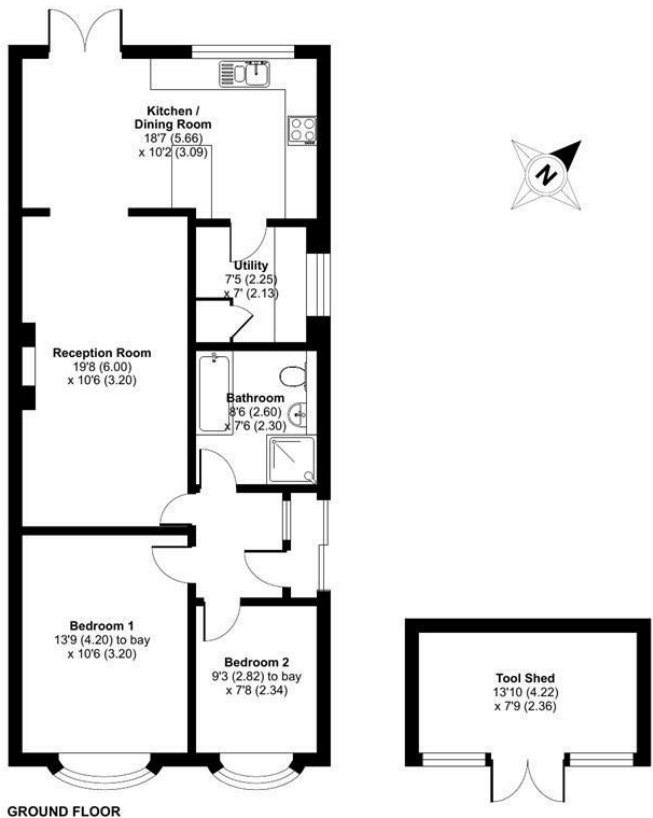 Kitchen /
Dining Room
18'7 (5.66)
x 10'2 (3.09)
N
Utility
7'5 (2.25)
x 7' (2.13)
Reception Room
19'8 (6.00)
x 10'6 (3.20)
Bathroom
8'6 (2.60)
x 7'6 (2.30)
Bedroom 1
13'9 (4.20) to bay
x 10'6 (3.20)
Bedroom 2
9'3 (2.82) to bay
x 7'8 (2.34)
Tool Shed
13'10 (4.22)
x 7'9 (2.36)
GROUND FLOOR